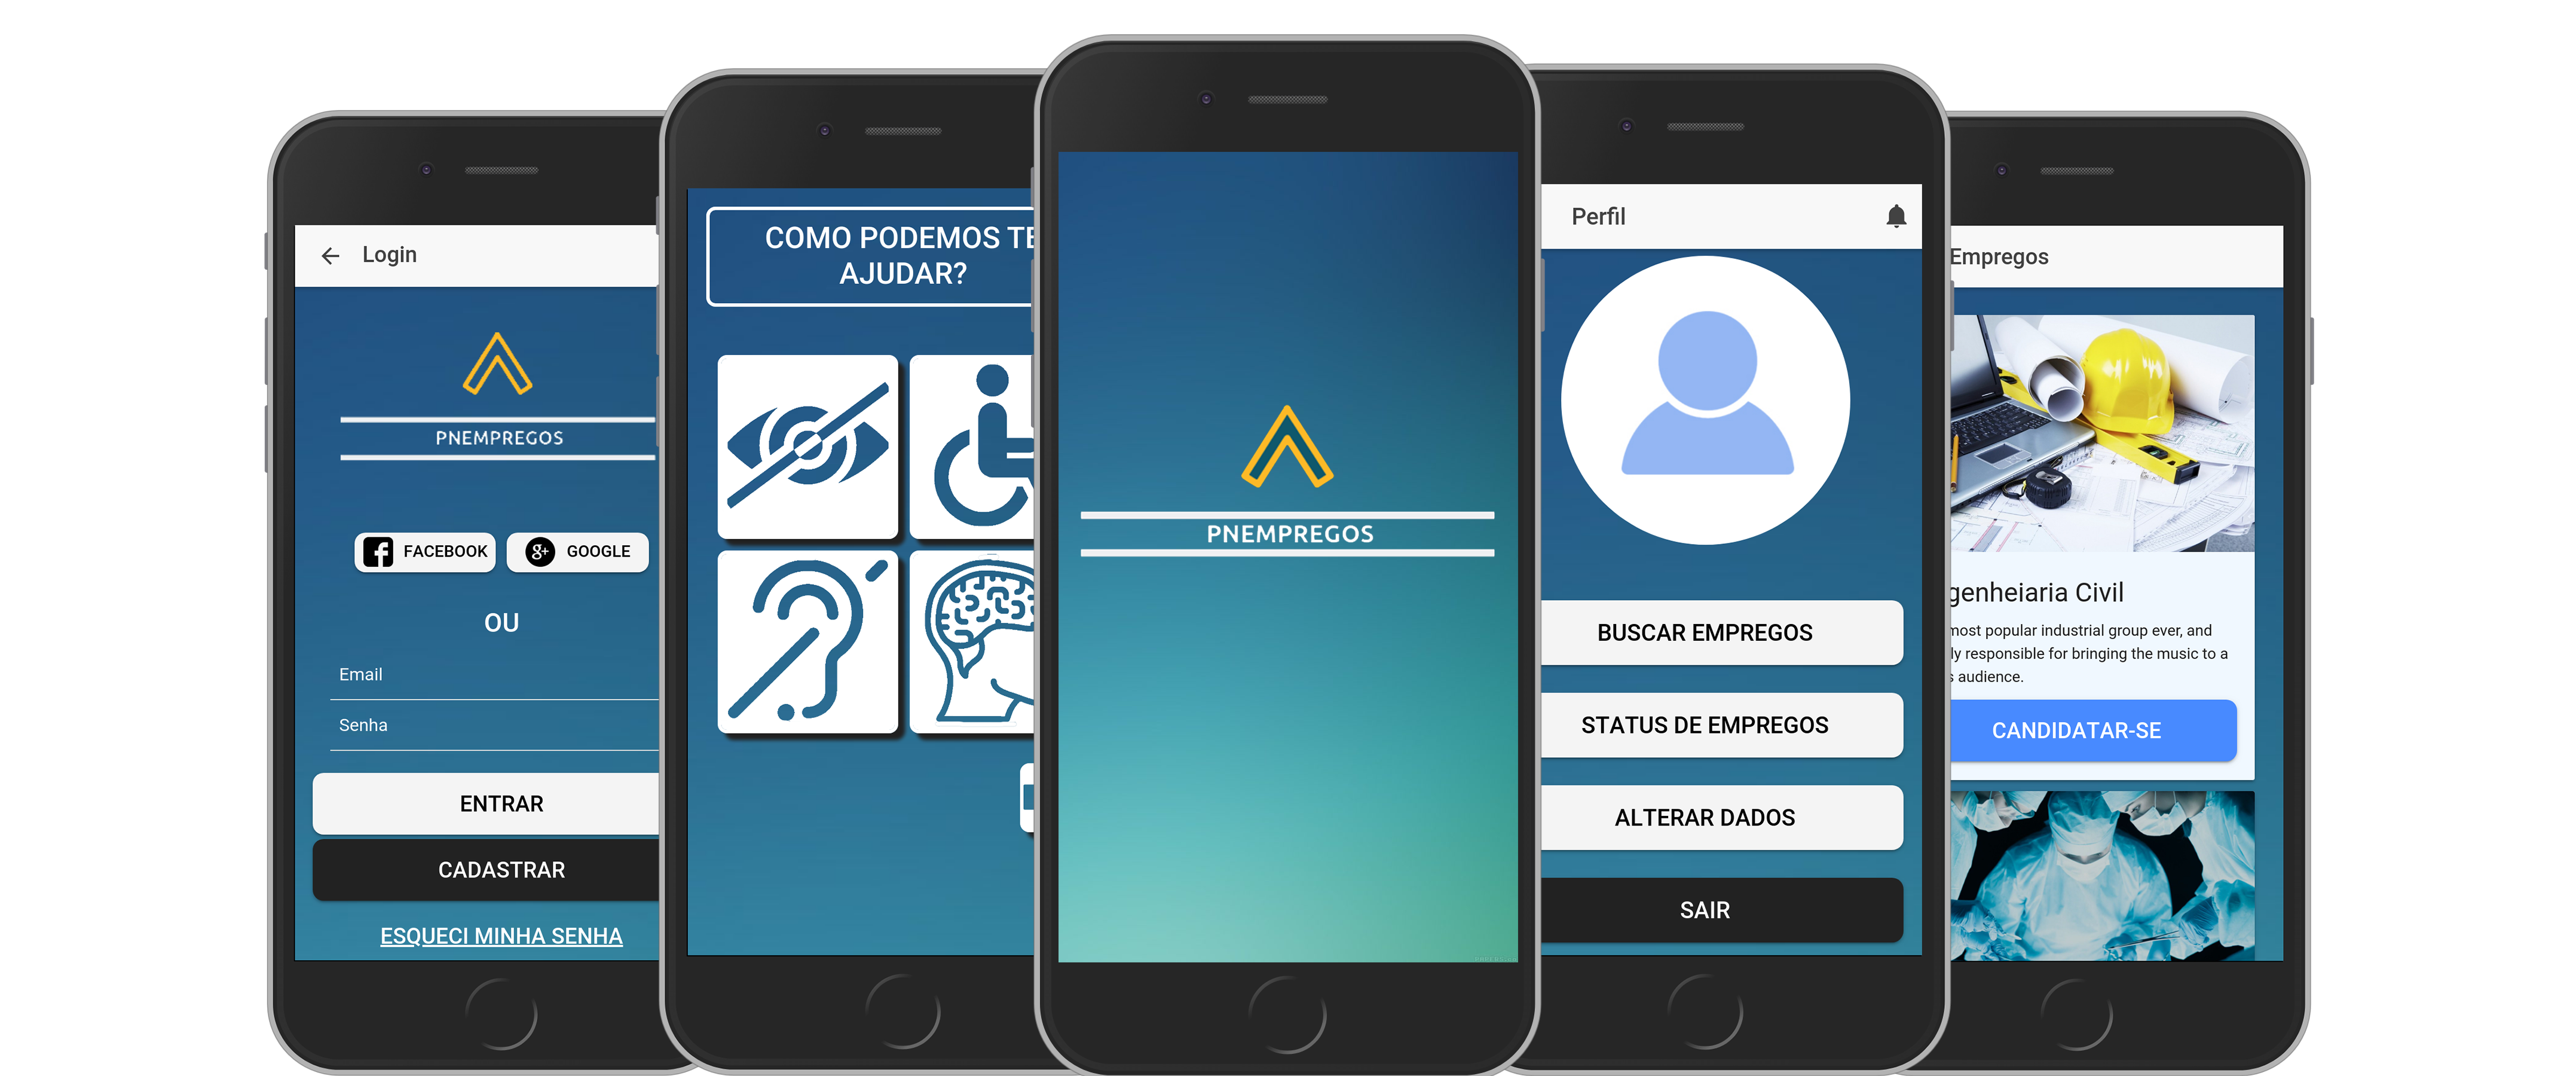 Login
PNEMPREGOS
FACEBOOK
g+ GOOGLE
OU
Email
Senha
ENTRAR
CADASTRAR
ESQUECI MINHA SENHA
COMO PODEMOS TE
AJUDAR?
PNEMPREGOS
Perfil
BUSCAR EMPREGOS
STATUS DE EMPREGOS
ALTERAR DADOS
SAIR
Empregos
genheiaria Civil
most popular industrial group ever, and
ly responsible for bringing the music to a
s audience.
CANDIDATAR-SE